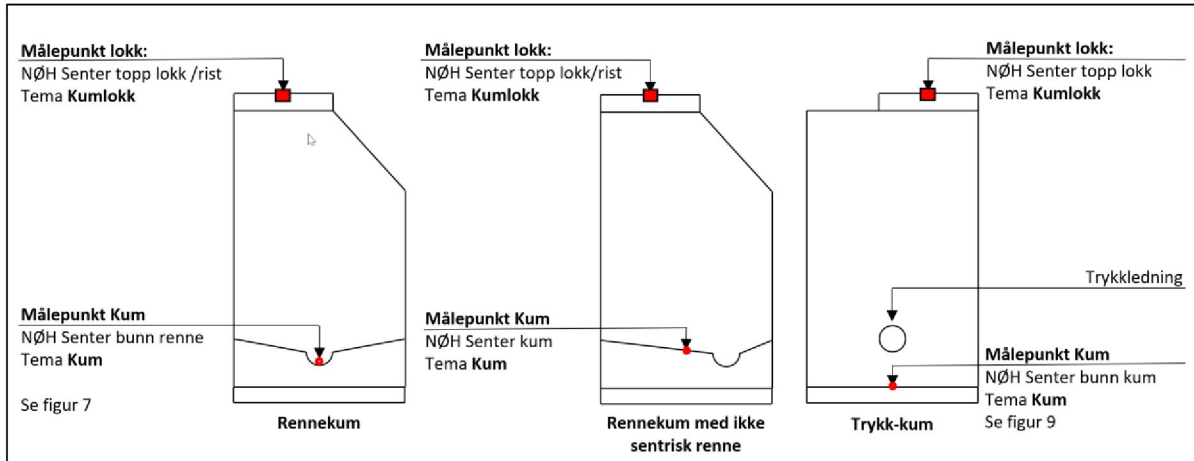 Målepunkt lokk:
NØH Senter topp lokk /rist
Tema Kumlokk
Målepunkt Kum
NØH Senter bunn renne
Tema Kum
Se figur 7
Rennekum
Målepunkt lokk:
NØH Senter topp lokk/rist
Tema Kumlokk
Målepunkt Kum
NØH Senter kum
Tema Kum
Rennekum med ikke
sentrisk renne
Målepunkt lokk:
NØH Senter topp lokk
Tema Kumlokk
Trykkledning
Målepunkt Kum
NØH Senter bunn kum
Tema Kum
Se figur 9
Trykk-kum